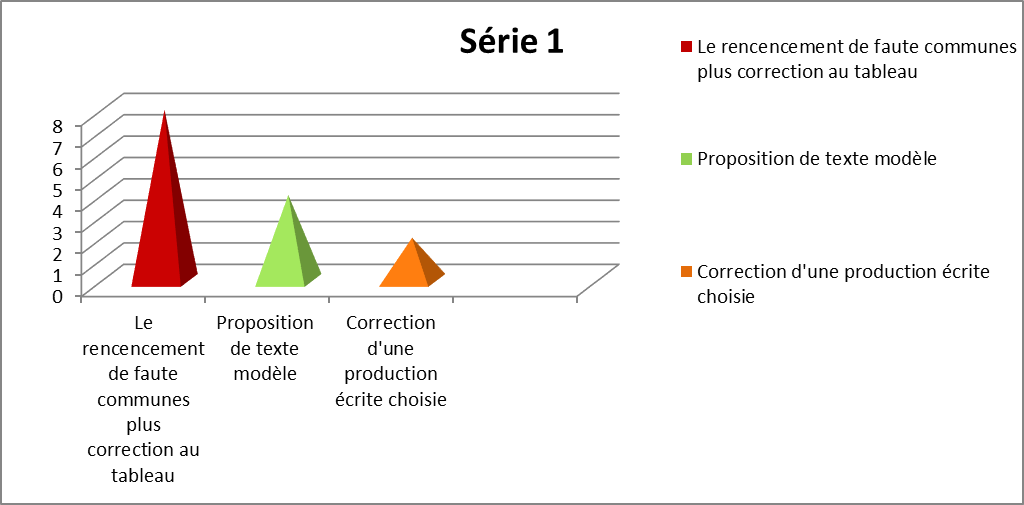 Série 1
8
7
6
5
4
3
2
1
0
Le
rencencement
de faute
communes
plus
correction au
tableau
Proposition
de texte
modèle
Correction
d'une
production
écrite choisie
Le rencencement de faute communes
plus correction au tableau
Proposition de texte modèle
Correction d'une production écrite
choisie